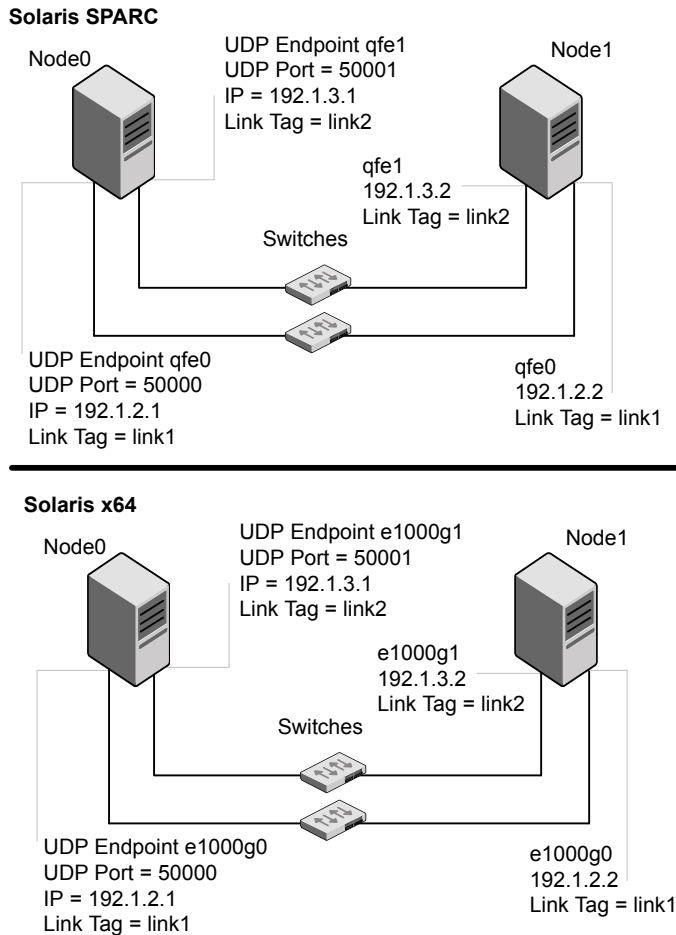 Solaris SPARC
Node0
UDP Endpoint qfe1
UDP Port = 50001
IP = 192.1.3.1
Link Tag = link2
Node1
qfe1
192.1.3.2
Link Tag = link2
Switches
UDP Endpoint qfe0
UDP Port = 50000
IP = 192.1.2.1
Link Tag = link1
qfe0
192.1.2.2
Link Tag = link1
Solaris x64
Node0
UDP Endpoint e1000g1
UDP Port = 50001
IP = 192.1.3.1
Link Tag = link2
Node1
e1000g1
192.1.3.2
Link Tag = link2
Switches
UDP Endpoint e1000g0
UDP Port = 50000
IP = 192.1.2.1
Link Tag = link1
e1000g0
192.1.2.2
Link Tag = link1